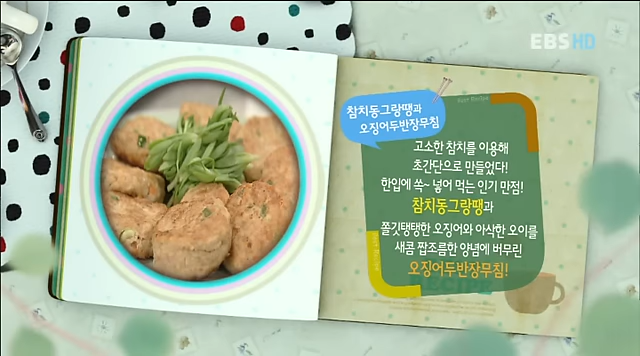 EBS HD
참치동그랑땡과
오징어두반장무침
고소한 참치를 이용해
초간단으로 만들었다!
한입에 쏙~ 넣어 먹는 인기 만점!
참치동그랑땡과
쫄깃탱탱한 오징어와 아삭한 오이를
새콤 짭조름한 양념에 버무린
오징어두반장무침!